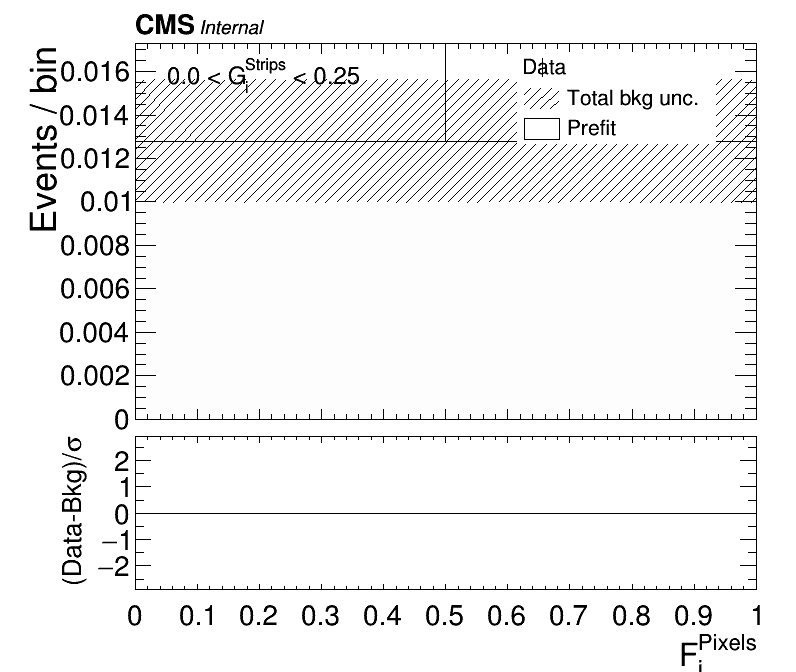 CMS Internal
Events / bin
0.0 < G_i^Strips < 0.25
Data
Total bkg unc.
Prefit
0.016
0.014
0.012
0.01
0.008
0.006
0.004
0.002
0
(Data-Bkg)/σ
2
1
0
−1
−2
0 0.1 0.2 0.3 0.4 0.5 0.6 0.7 0.8 0.9 1
F_i^Pixels